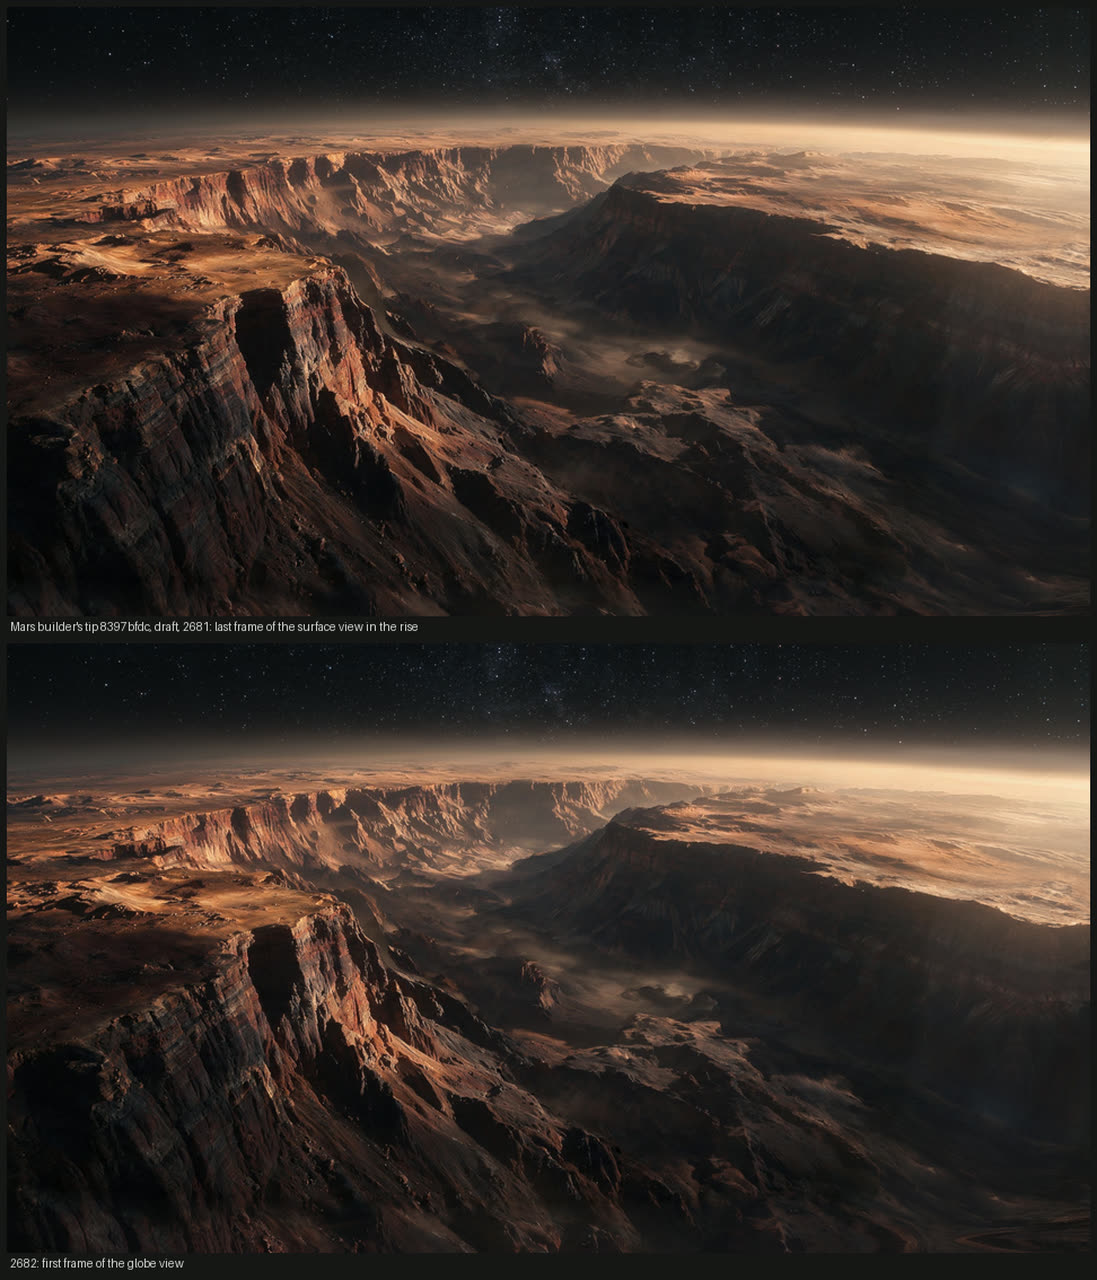 Mars builder's tip 8397bfdc, draft, 2681: last frame of the surface view in the rise
2682: first frame of the globe view